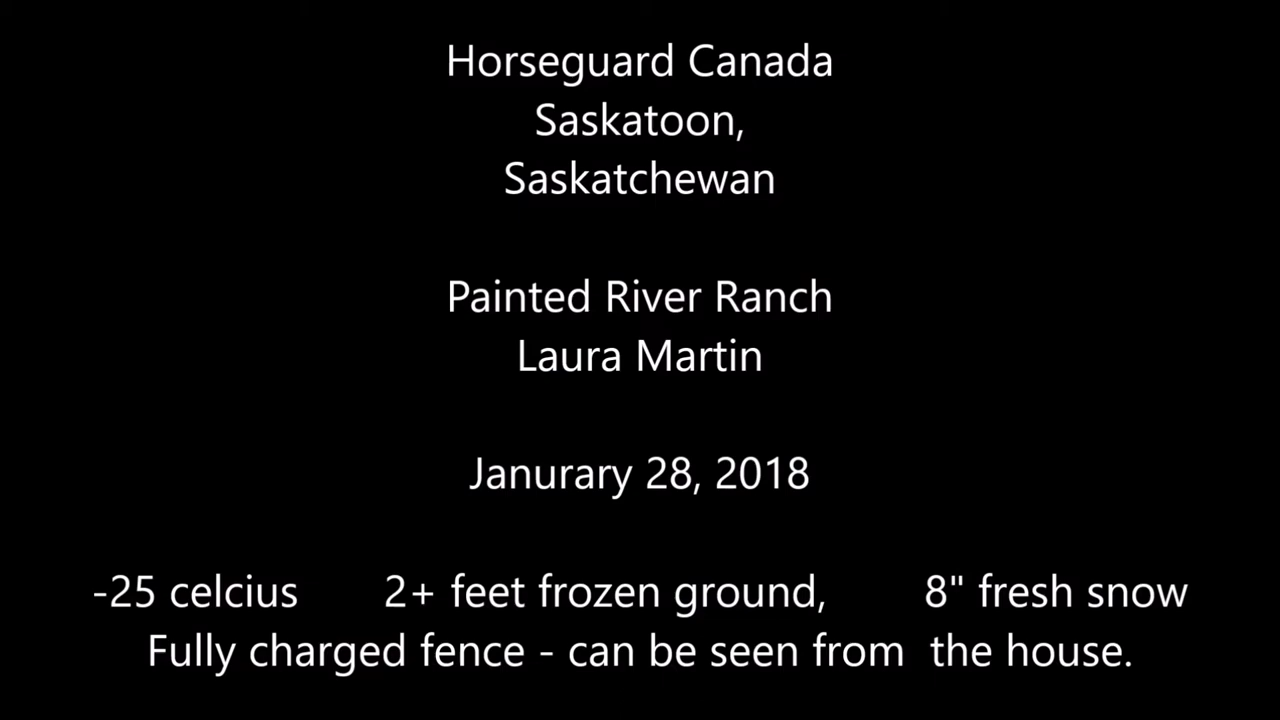 Horseguard Canada
Saskatoon,
Saskatchewan
Painted River Ranch
Laura Martin
Janurary 28, 2018
-25 celcius 2+ feet frozen ground, 8" fresh snow
Fully charged fence - can be seen from the house.